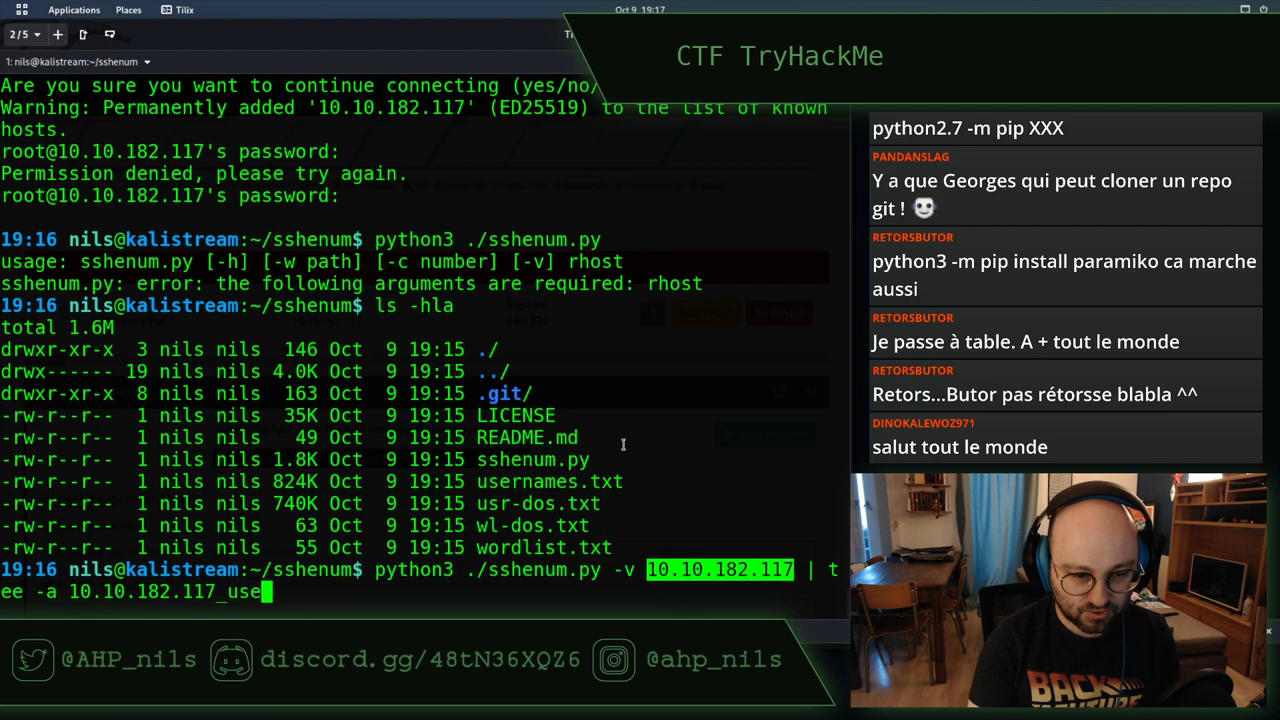 Applications Places Tilix
Oct 9, 19:17
2/5
1: nils@kalistream:~/sshenum
CTF TryHackMe
Are you sure you want to continue connecting (yes/no/
Warning: Permanently added '10.10.182.117' (ED25519) to the list of known
hosts.
root@10.10.182.117's password:
Permission denied, please try again.
root@10.10.182.117's password:
19:16 nils@kalistream:~/sshenum$ python3 ./sshenum.py
usage: sshenum.py [-h] [-w path] [-c number] [-v] rhost
sshenum.py: error: the following arguments are required: rhost
19:16 nils@kalistream:~/sshenum$ ls -hla
total 1.6M
drwxr-xr-x 3 nils nils 146 Oct 9 19:15 ./
drwx------ 19 nils nils 4.0K Oct 9 19:15 ../
drwxr-xr-x 8 nils nils 163 Oct 9 19:15 .git/
-rw-r--r-- 1 nils nils 35K Oct 9 19:15 LICENSE
-rw-r--r-- 1 nils nils 49 Oct 9 19:15 README.md
-rw-r--r-- 1 nils nils 1.8K Oct 9 19:15 sshenum.py
-rw-r--r-- 1 nils nils 824K Oct 9 19:15 usernames.txt
-rw-r--r-- 1 nils nils 740K Oct 9 19:15 usr-dos.txt
-rw-r--r-- 1 nils nils 63 Oct 9 19:15 wl-dos.txt
-rw-r--r-- 1 nils nils 55 Oct 9 19:15 wordlist.txt
19:16 nils@kalistream:~/sshenum$ python3 ./sshenum.py -v 10.10.182.117 | t
ee -a 10.10.182.117_use
python2.7 -m pip XXX
PANDANSLAG
Y a que Georges qui peut cloner un repo
git !
RETORSBUTOR
python3 -m pip install paramiko ca marche
aussi
RETORSBUTOR
Je passe à table. A + tout le monde
RETORSBUTOR
Retors...Butor pas rétorsse blabla ^^
DINOKALEWOZ971
salut tout le monde
BACK
@AHP_nils discord.gg/48tN36XQZ6 @ahp_nils